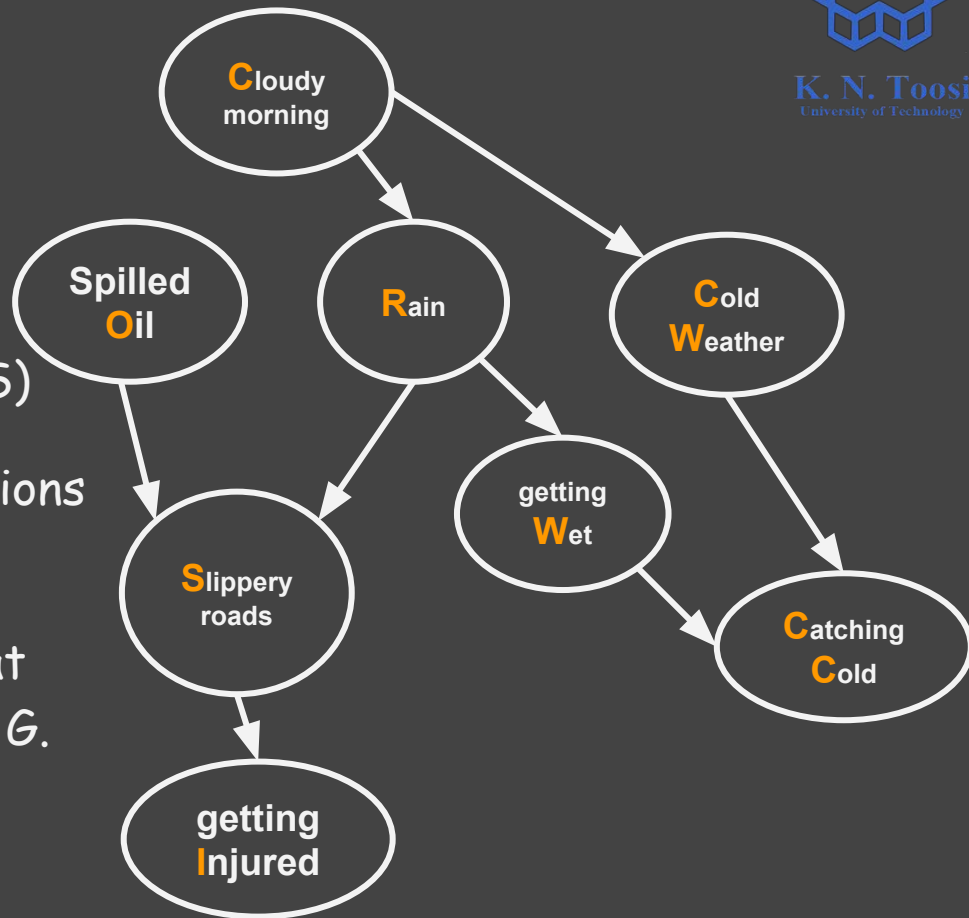 K. N. Toosi
University of Technology
Cloudy
morning
Spilled
Oil
Rain
Cold
Weather
S)
ions
getting
Wet
Slippery
roads
Catching
Cold
at
G.
getting
Injured